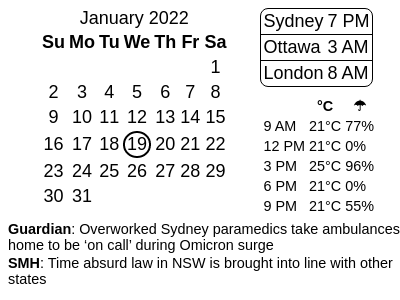 January 2022
Su Mo Tu We Th Fr Sa
1
2 3 4 5 6 7 8
9 10 11 12 13 14 15
16 17 18 19 20 21 22
23 24 25 26 27 28 29
30 31
Sydney 7 PM
Ottawa 3 AM
London 8 AM
°C ☂
9 AM 21°C 77%
12 PM 21°C 0%
3 PM 25°C 96%
6 PM 21°C 0%
9 PM 21°C 55%
Guardian: Overworked Sydney paramedics take ambulances
home to be ‘on call’ during Omicron surge
SMH: Time absurd law in NSW is brought into line with other
states